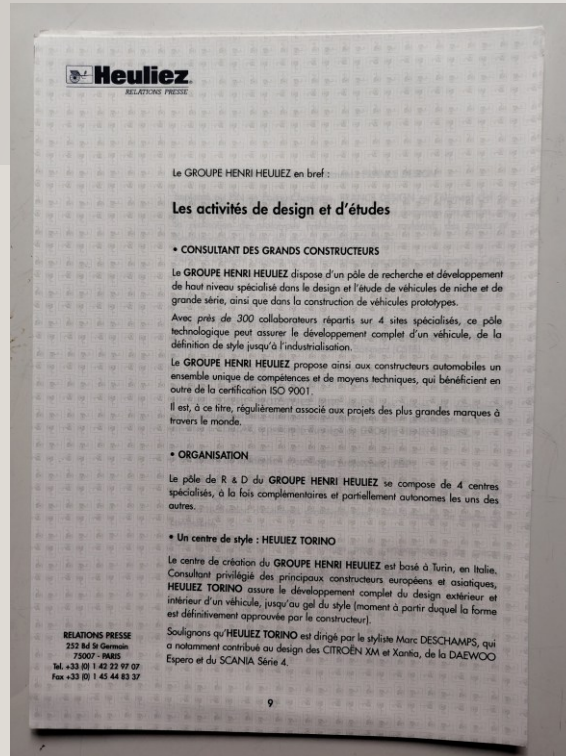 Heuliez
RELATIONS PRESSE
Le GROUPE HENRI HEULIEZ en bref :
Les activités de design et d'études
• CONSULTANT DES GRANDS CONSTRUCTEURS
Le GROUPE HENRI HEULIEZ dispose d'un pôle de recherche et développement
de haut niveau spécialisé dans le design et l'étude de véhicules de niche et de
grande série, ainsi que dans la construction de véhicules prototypes.
Avec près de 300 collaborateurs répartis sur 4 sites spécialisés, ce pôle
technologique peut assurer le développement complet d'un véhicule, de la
définition de style jusqu'à l'industrialisation.
Le GROUPE HENRI HEULIEZ propose ainsi aux constructeurs automobiles un
ensemble unique de compétences et de moyens techniques, qui bénéficient en
outre de la certification ISO 9001.
Il est, à ce titre, régulièrement associé aux projets des plus grandes marques à
travers le monde.
• ORGANISATION
Le pôle de R & D du GROUPE HENRI HEULIEZ se compose de 4 centres
spécialisés, à la fois complémentaires et partiellement autonomes les uns des
autres.
• Un centre de style : HEULIEZ TORINO
Le centre de création du GROUPE HENRI HEULIEZ est basé à Turin, en Italie.
Consultant privilégié des principaux constructeurs européens et asiatiques,
HEULIEZ TORINO assure le développement complet du design extérieur et
intérieur d'un véhicule, jusqu'au gel du style (moment à partir duquel la forme
est définitivement approuvée par le constructeur).
Soulignons qu'HEULIEZ TORINO est dirigé par le styliste Marc DESCHAMPS, qui
a notamment contribué au design des CITROËN XM et Xantia, de la DAEWOO
Espero et du SCANIA Série 4.
RELATIONS PRESSE
252 Bd St Germain
75007 - PARIS
Tel. +33 (0) 1 42 22 97 07
Fax +33 (0) 1 45 44 83 37
9